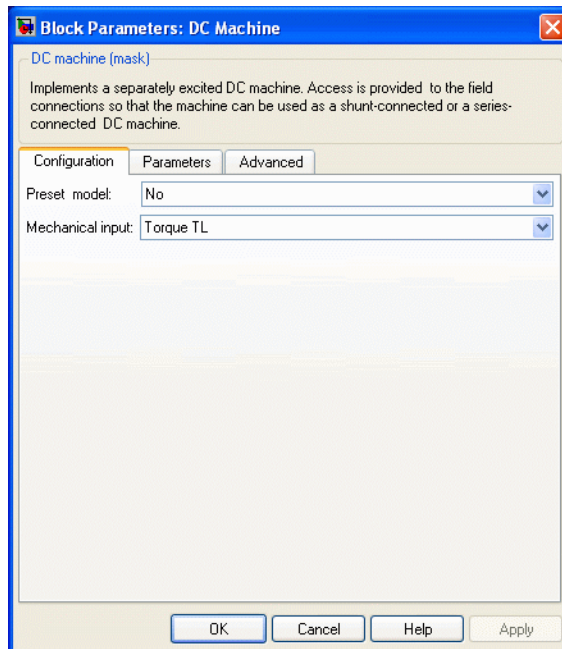 Block Parameters: DC Machine
DC machine (mask)
Implements a separately excited DC machine. Access is provided to the field
connections so that the machine can be used as a shunt-connected or a series-
connected DC machine.
Configuration Parameters Advanced
Preset model: No
Mechanical input: Torque TL
OK Cancel Help Apply